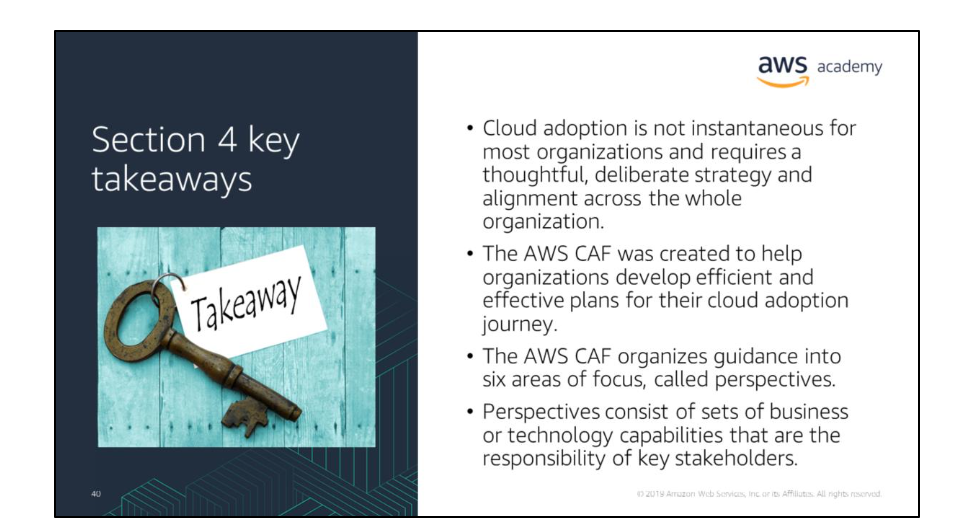 aws academy
Section 4 key
takeaways
Takeaway
• Cloud adoption is not instantaneous for
most organizations and requires a
thoughtful, deliberate strategy and
alignment across the whole
organization.
• The AWS CAF was created to help
organizations develop efficient and
effective plans for their cloud adoption
journey.
• The AWS CAF organizes guidance into
six areas of focus, called perspectives.
• Perspectives consist of sets of business
or technology capabilities that are the
responsibility of key stakeholders.
40
© 2019 Amazon Web Services, Inc. or its Affiliates. All rights reserved.